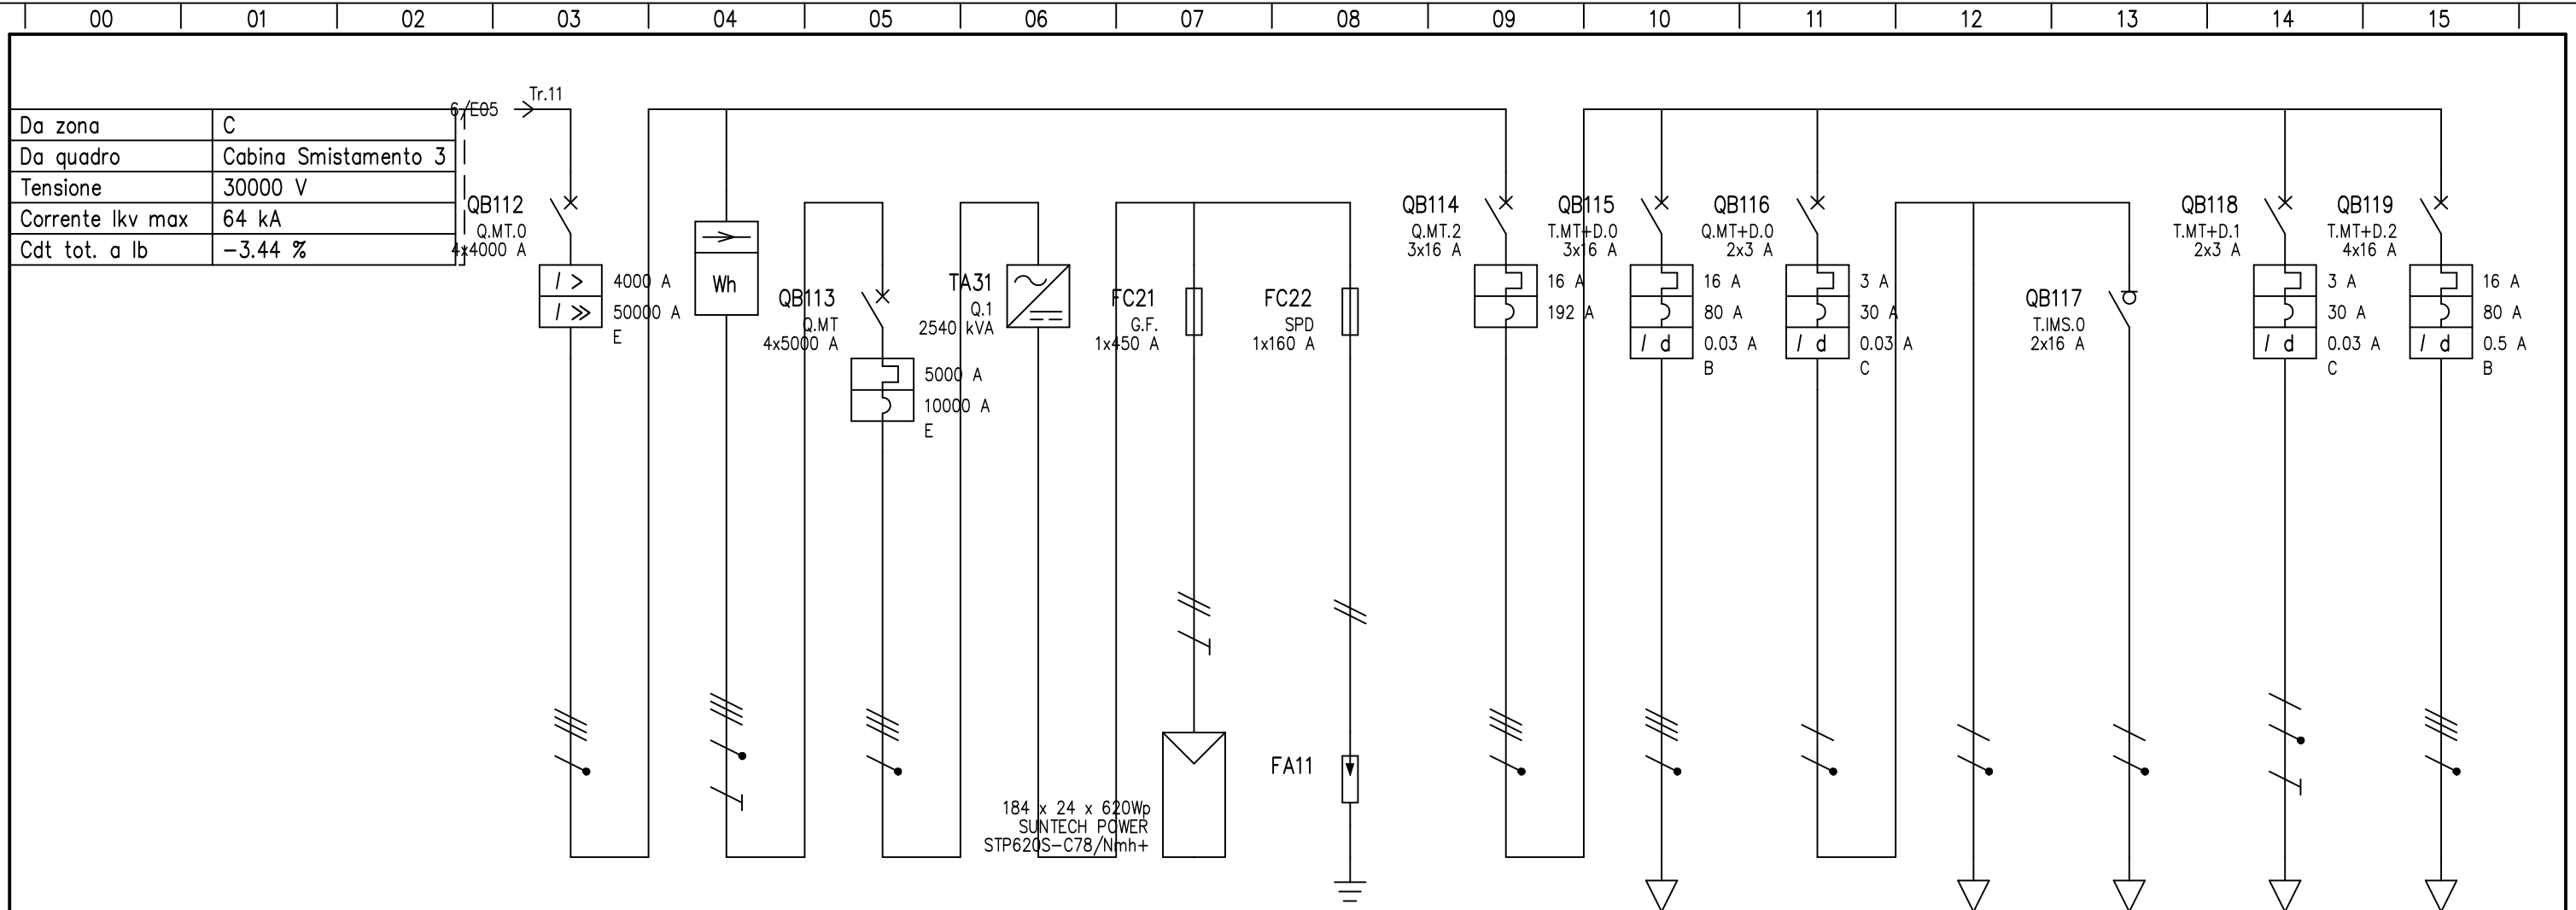 00 01 02 03 04 05 06 07 08 09 10 11 12 13 14 15
6/E05 Tr.11
Da zona C
Da quadro Cabina Smistamento 3
Tensione 30000 V
Corrente Ikv max 64 kA
Cdt tot. a Ib -3.44 %
QB112
Q.MT.0
4x4000 A
I > 4000 A
I >> 50000 A
E
Wh
QB113
Q.MT
4x5000 A
5000 A
10000 A
E
TA31
Q.1
2540 kVA
FC21
G.F.
1x450 A
184 x 24 x 620Wp
SUNTECH POWER
STP620S-C78/Nmh+
FC22
SPD
1x160 A
FA11
QB114
Q.MT.2
3x16 A
16 A
192 A
QB115
T.MT+D.0
3x16 A
16 A
80 A
I d 0.03 A
B
QB116
Q.MT+D.0
2x3 A
3 A
30 A
I d 0.03 A
C
QB117
T.IMS.0
2x16 A
QB118
T.MT+D.1
2x3 A
3 A
30 A
I d 0.03 A
C
QB119
T.MT+D.2
4x16 A
16 A
80 A
I d 0.5 A
B